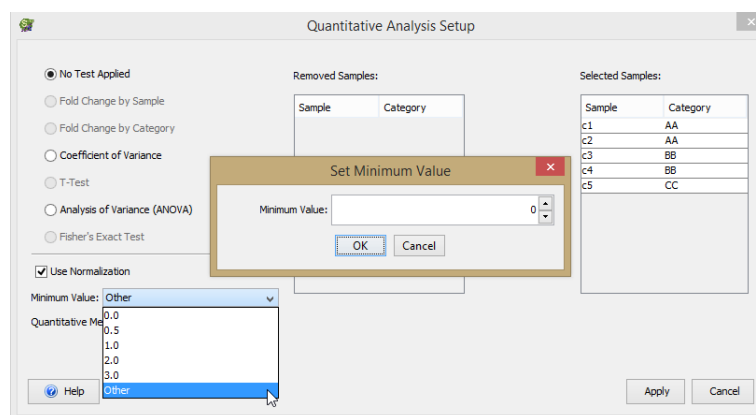 Quantitative Analysis Setup
No Test Applied
Fold Change by Sample
Fold Change by Category
Coefficient of Variance
T-Test
Analysis of Variance (ANOVA)
Fisher's Exact Test
Use Normalization
Minimum Value: Other
0.0
0.5
1.0
2.0
3.0
Other
Quantitative Me
Help
Removed Samples:
Sample Category
Set Minimum Value
Minimum Value: 0
OK Cancel
Selected Samples:
Sample Category
c1 AA
c2 AA
c3 BB
c4 BB
c5 CC
Apply Cancel